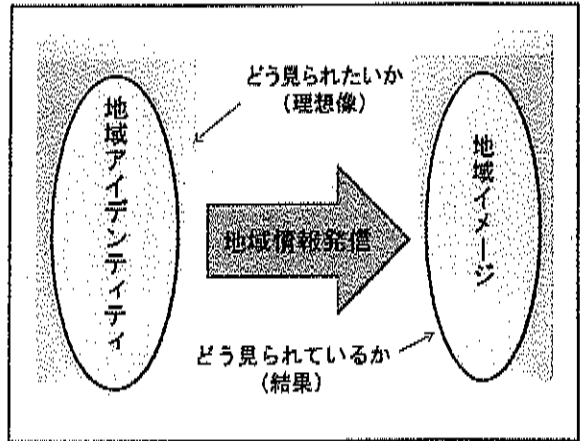 地域アイデンティティ
どう見られたいか
(理想像)
地域情報発信
地域イメージ
どう見られているか
(結果)